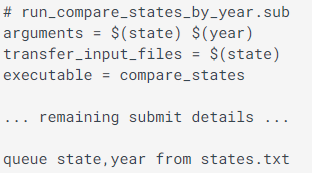 # run_compare_states_by_year.sub
arguments = $(state) $(year)
transfer_input_files = $(state)
executable = compare_states
... remaining submit details ...
queue state,year from states.txt